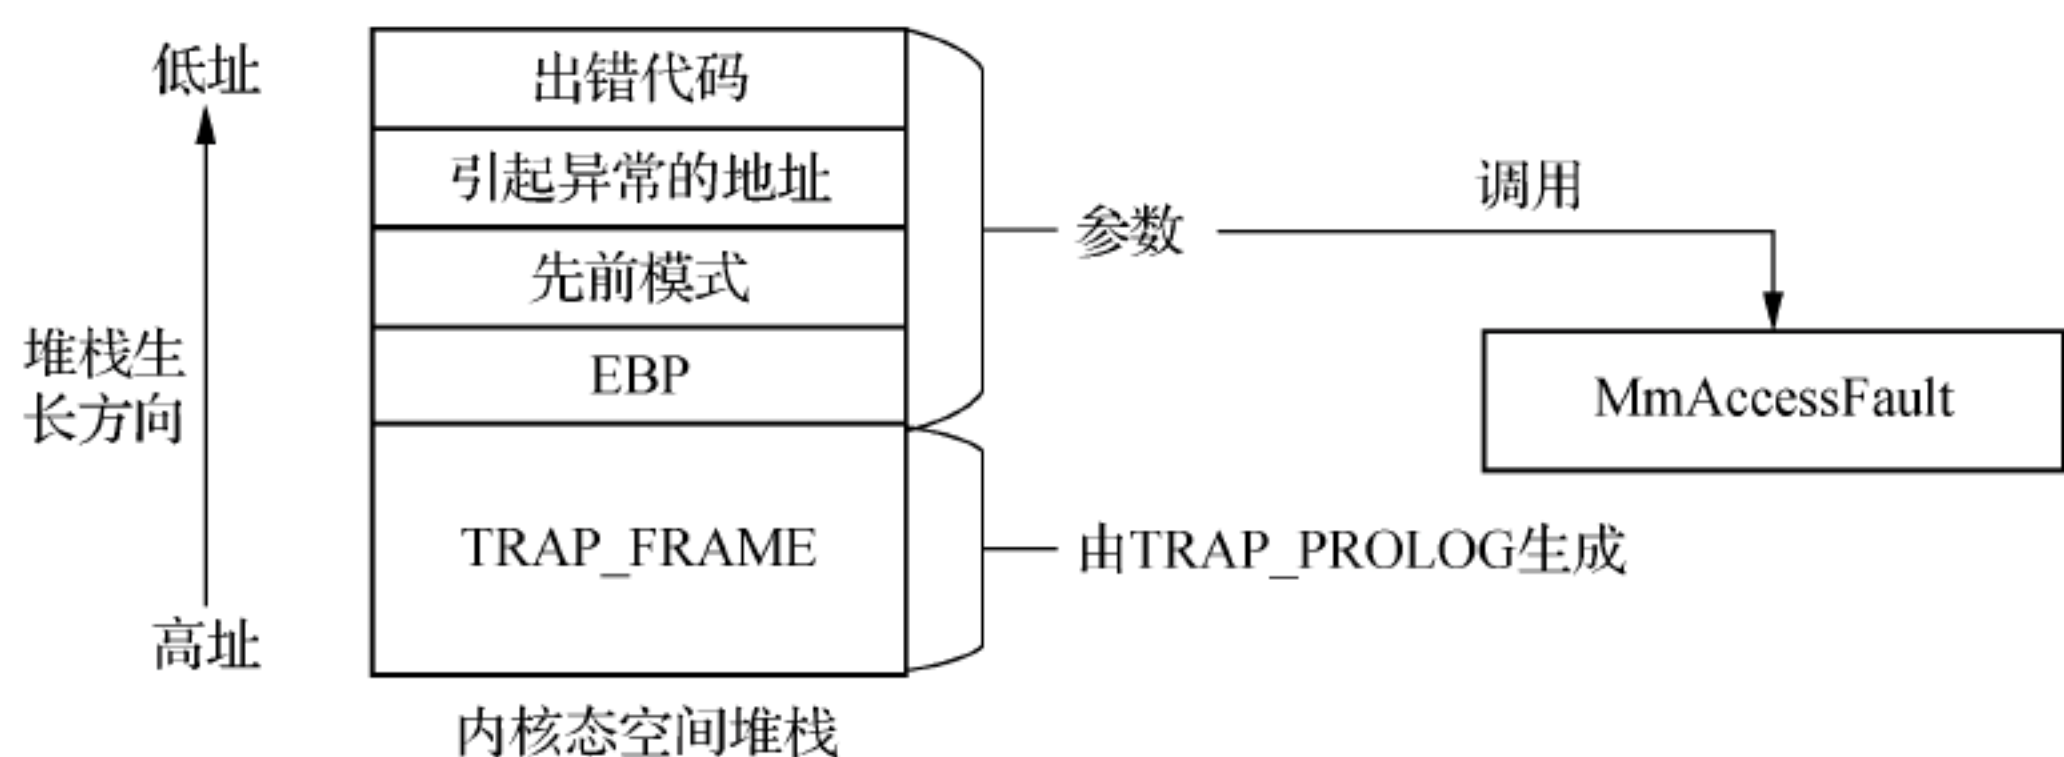 低址
出错代码
引起异常的地址
调用
参数
先前模式
堆栈生
长方向
EBP
MmAccessFault
TRAP_FRAME
由TRAP_PROLOG生成
高址
内核态空间堆栈